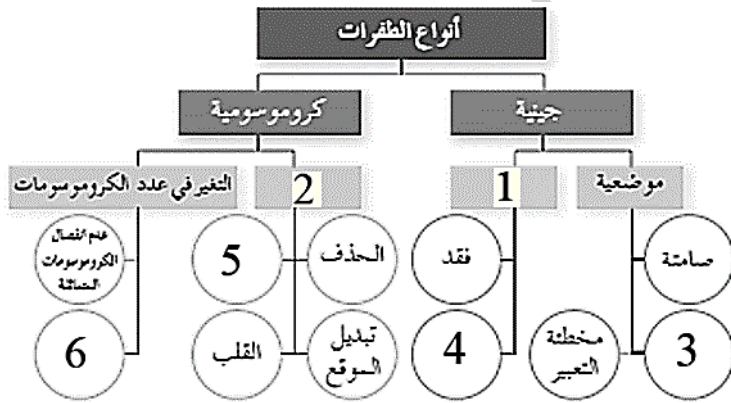 أنواع الطفرات
جينية
كروموسومية
موضعية
1
2
التغير في عدد الكروموسومات
صامتة
فقد
الحذف
5
عدم انفصال
الكروموسومات
المتماثلة
3
مخطئة
التعبير
4
تبديل
الموقع
القلب
6